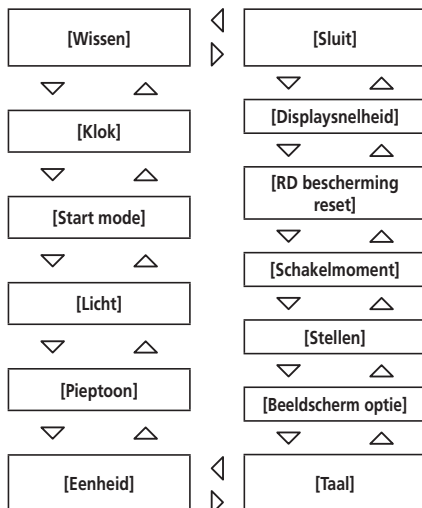 [Wissen]
[Klok]
[Start mode]
[Licht]
[Pieptoon]
[Eenheid]
[Sluit]
[Displaysnelheid]
[RD bescherming
reset]
[Schakelmoment]
[Stellen]
[Beeldscherm optie]
[Taal]